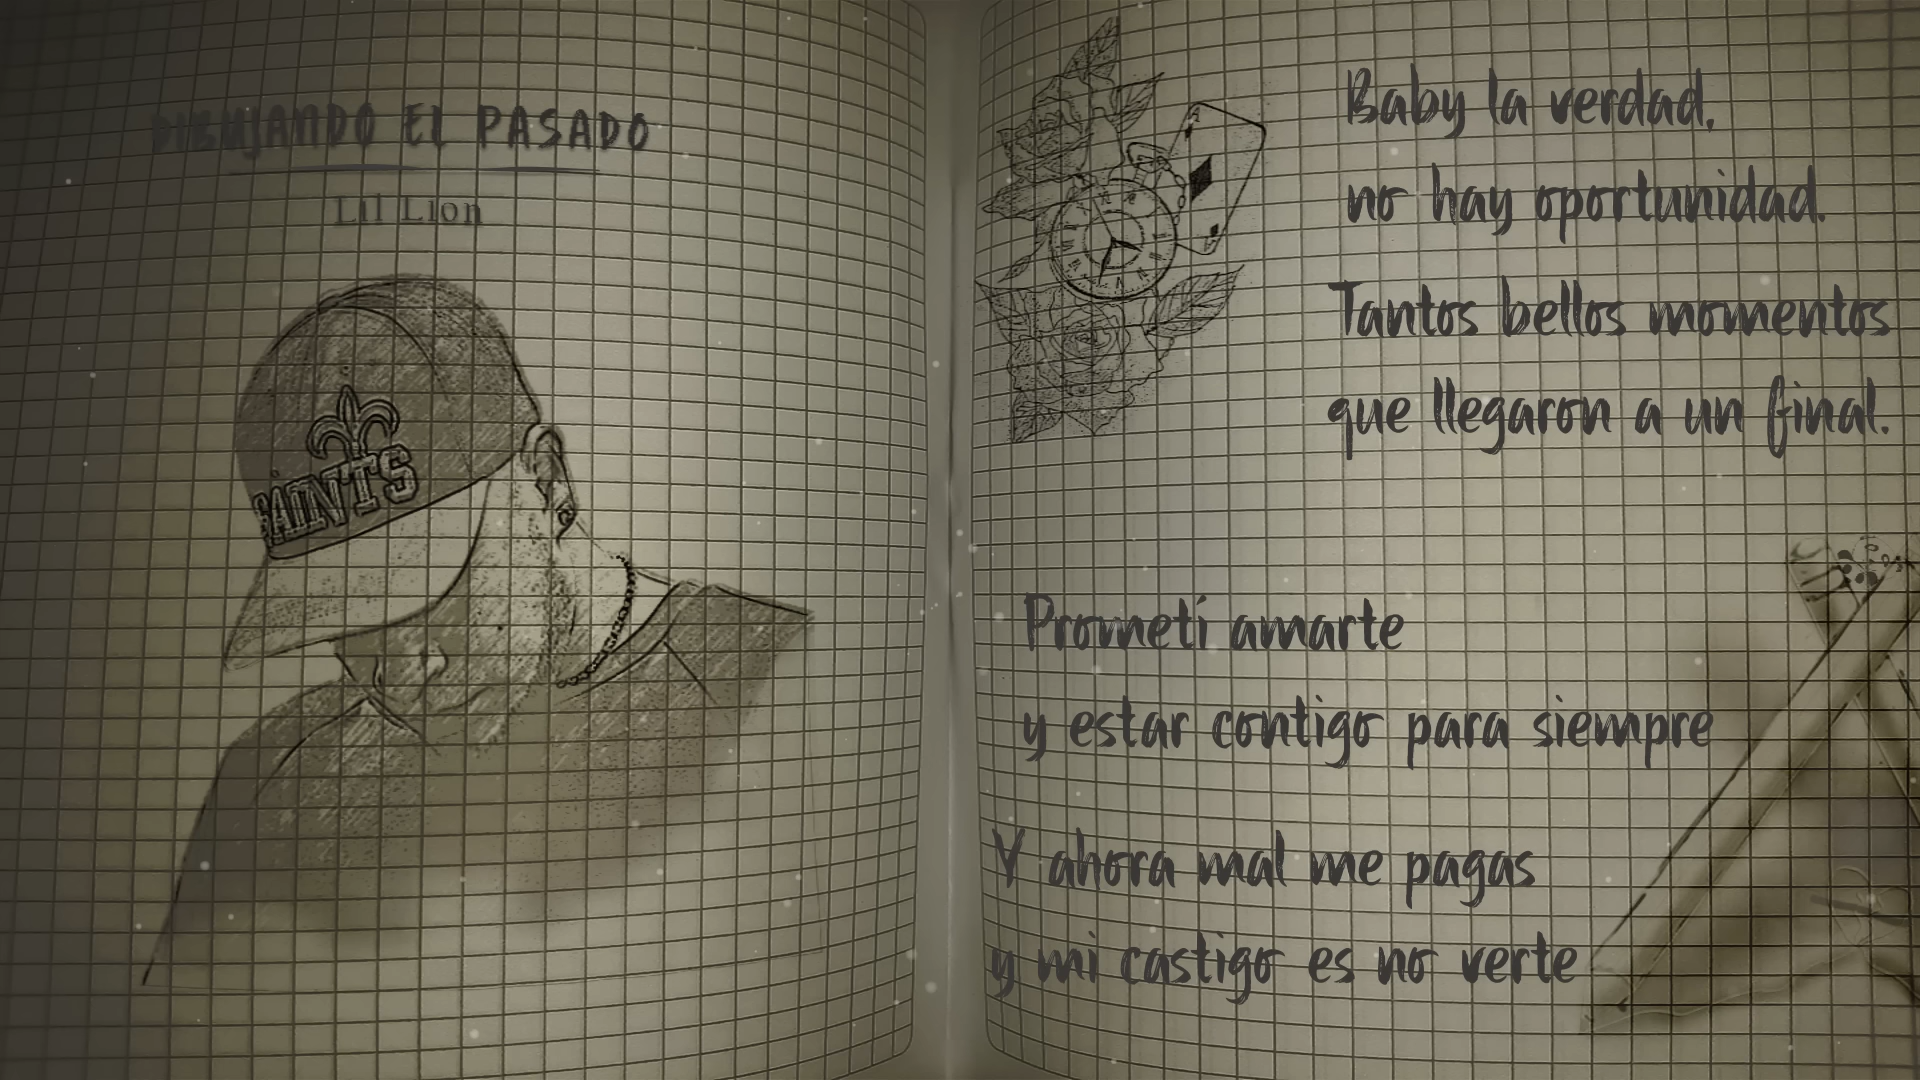 DIBUJANDO EL PASADO
Lil Lion
SAINTS
Baby la verdad,
no hay oportunidad.
Tantos bellos momentos
que llegaron a un final.
Prometí amarte
y estar contigo para siempre
Y ahora mal me pagas
y mi castigo es no verte